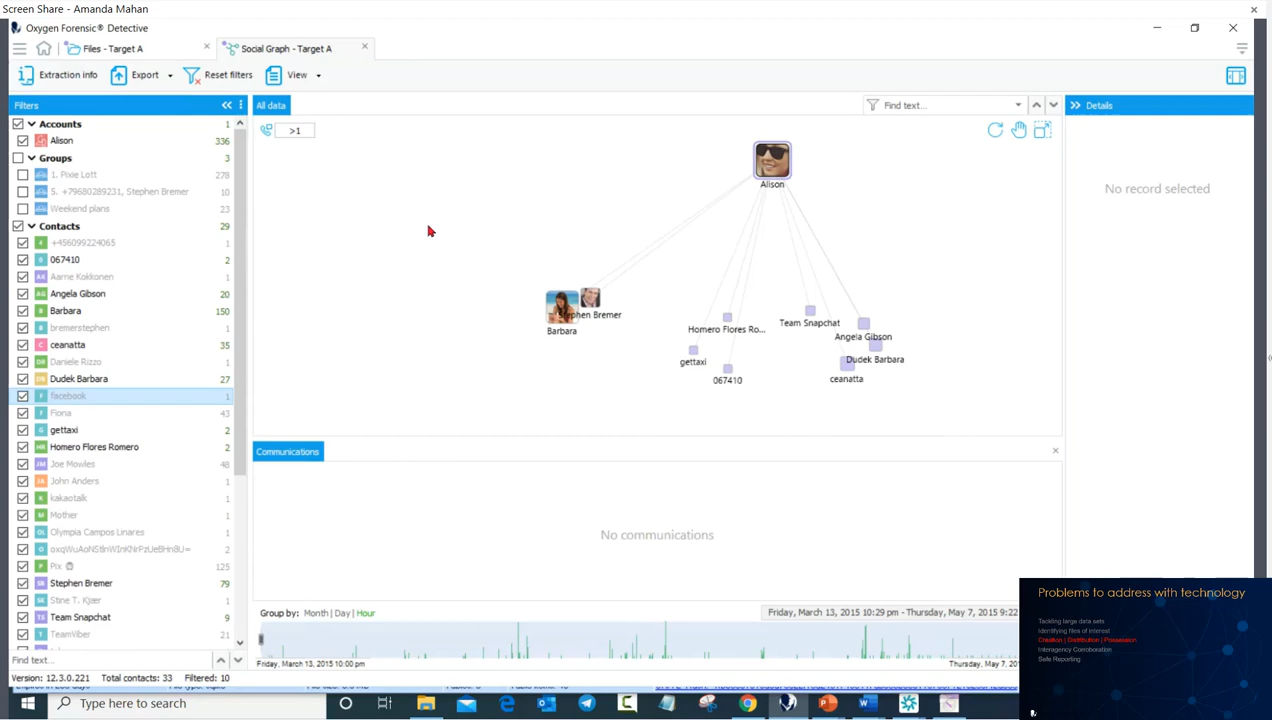 Screen Share - Amanda Mahan
Oxygen Forensic® Detective
Files - Target A
Social Graph - Target A
Extraction info
Export
Reset filters
View
Filters
All data
Find text...
Details
Accounts 1
Alison 336
Groups 3
1. Pixie Lott 278
S. +79680289231, Stephen Bremer 10
Weekend plans 23
Contacts 29
+456099224065 1
067410 2
Aarne Kokkonen 1
Angela Gibson 20
Barbara 150
bremerstephen 1
ceanatta 35
Daniele Rizzo 1
Dudek Barbara 27
facebook 1
Fiona 43
gettaxi 2
Homero Flores Romero 2
Joe Mowles 48
John Anders 1
kakaotalk 1
Mother 1
Olympia Campos Linares 1
2
Pix 125
Stephen Bremer 79
Stine T. Kjær 1
Team Snapchat 9
TeamViber 21
Find text...
>1
Alison
Stephen Bremer
Barbara
Homero Flores Ro...
Team Snapchat
Angela Gibson
gettaxi
Dudek Barbara
067410
ceanatta
No record selected
Communications
No communications
Group by: Month | Day | Hour
Friday, March 13, 2015 10:29 pm - Thursday, May 7, 2015 9:22
Friday, March 13, 2015 10:00 pm
Thursday, May 7, 201
Version: 12.3.0.221 Total contacts: 33 Filtered: 10
Type here to search
Problems to address with technology
Tackling large data sets
Identifying files of interest
Creation | Distribution | Possession
Interagency Corroboration
Safe Reporting